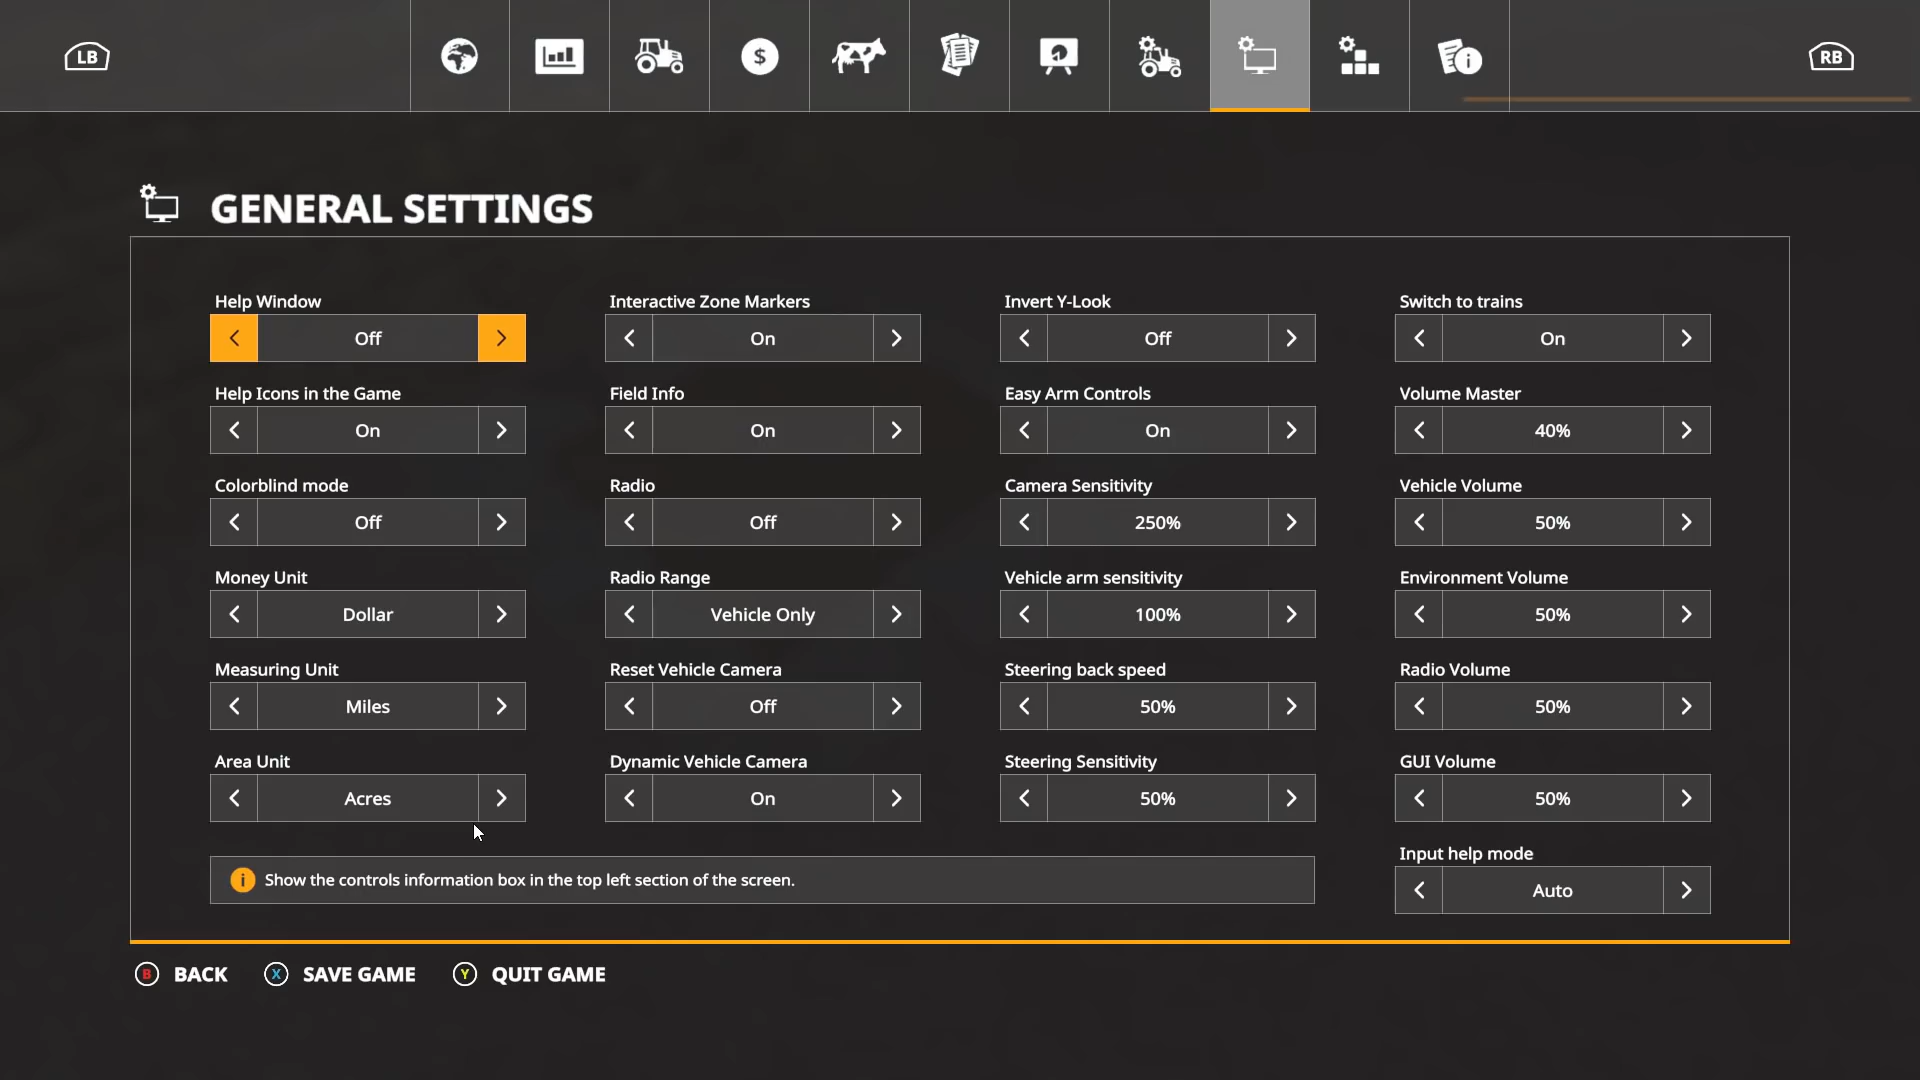 LB
$
RB
GENERAL SETTINGS
Help Window
Off
Help Icons in the Game
On
Colorblind mode
Off
Money Unit
Dollar
Measuring Unit
Miles
Area Unit
Acres
Interactive Zone Markers
On
Field Info
On
Radio
Off
Radio Range
Vehicle Only
Reset Vehicle Camera
Off
Dynamic Vehicle Camera
On
Invert Y-Look
Off
Easy Arm Controls
On
Camera Sensitivity
250%
Vehicle arm sensitivity
100%
Steering back speed
50%
Steering Sensitivity
50%
Switch to trains
On
Volume Master
40%
Vehicle Volume
50%
Environment Volume
50%
Radio Volume
50%
GUI Volume
50%
Input help mode
Auto
i Show the controls information box in the top left section of the screen.
B BACK X SAVE GAME Y QUIT GAME